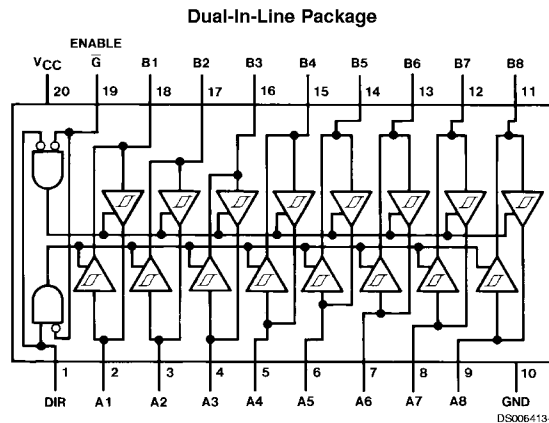 Dual-In-Line Package
ENABLE
VCC G B1 B2 B3 B4 B5 B6 B7 B8
20 19 18 17 16 15 14 13 12 11
1 2 3 4 5 6 7 8 9 10
DIR A1 A2 A3 A4 A5 A6 A7 A8 GND
DS006413-